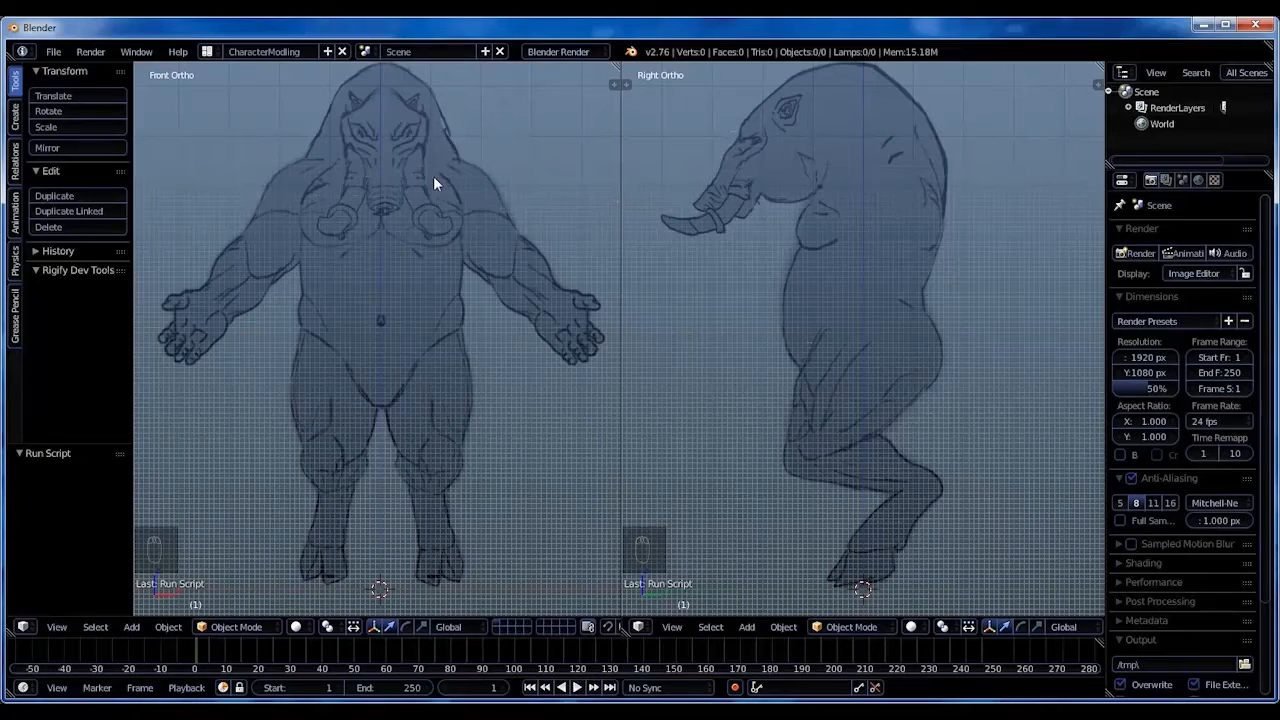 Blender
File Render Window Help CharacterModling Scene Blender Render v2.76 | Verts:0 | Faces:0 | Tris:0 | Objects:0/0 | Lamps:0/0 | Mem:15.18M
Tools
Create
Relations
Animation
Physics
Grease Pencil
Transform
Translate
Rotate
Scale
Mirror
Edit
Duplicate
Duplicate Linked
Delete
History
Rigify Dev Tools
Run Script
Front Ortho
Last: Run Script
(1)
Right Ortho
Last: Run Script
(1)
View Select Add Object Object Mode Global
View Select Add Object Object Mode Global
View Search All Scenes
Scene
RenderLayers
World
Scene
Render
Render Animati Audio
Display: Image Editor
Dimensions
Render Presets
Resolution: Frame Range:
: 1920 px Start Fr: 1
Y:1080 px End F:250
50% Frame S:1
Aspect Ratio: Frame Rate:
X: 1.000 24 fps
Y: 1.000 Time Remapp
B Cr 1 10
Anti-Aliasing
5 8 11 16 Mitchell-Ne
Full Sam... : 1.000 px
Sampled Motion Blur
Shading
Performance
Post Processing
Metadata
Output
/tmp\
Overwrite File Exte...
-50 -40 -30 -20 -10 0 10 20 30 40 50 60 70 80 90 100 110 120 130 140 150 160 170 180 190 200 210 220 230 240 250 260 270 280
View Marker Frame Playback Start: 1 End: 250 1 No Sync